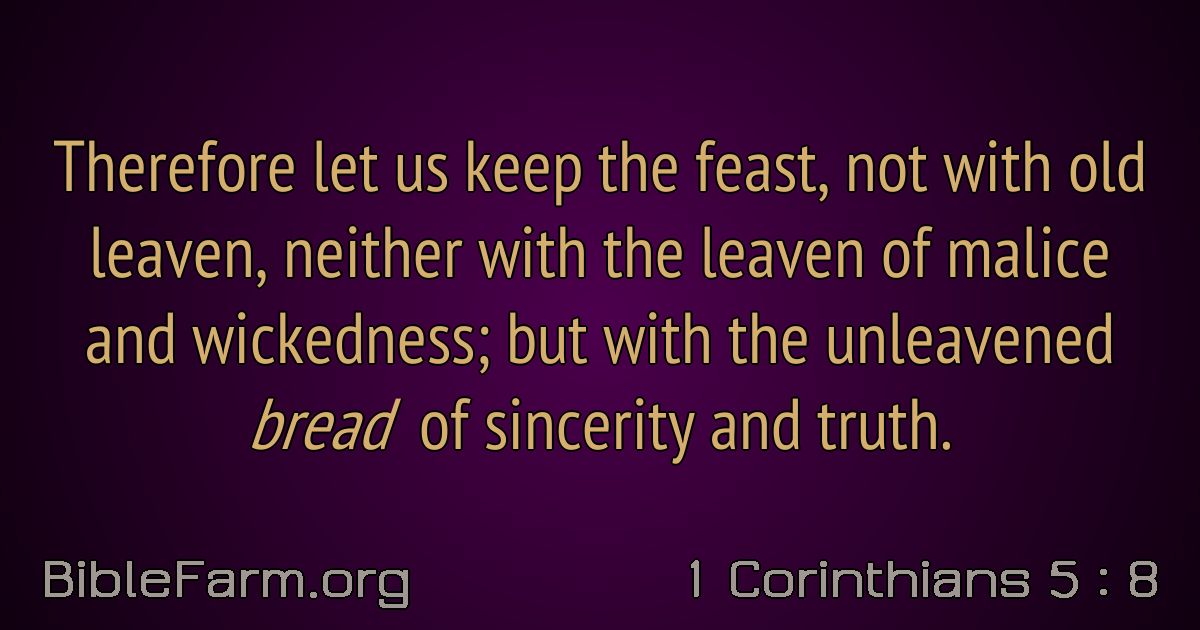 Therefore let us keep the feast, not with old
leaven, neither with the leaven of malice
and wickedness; but with the unleavened
bread of sincerity and truth.
BibleFarm.org
1 Corinthians 5 : 8